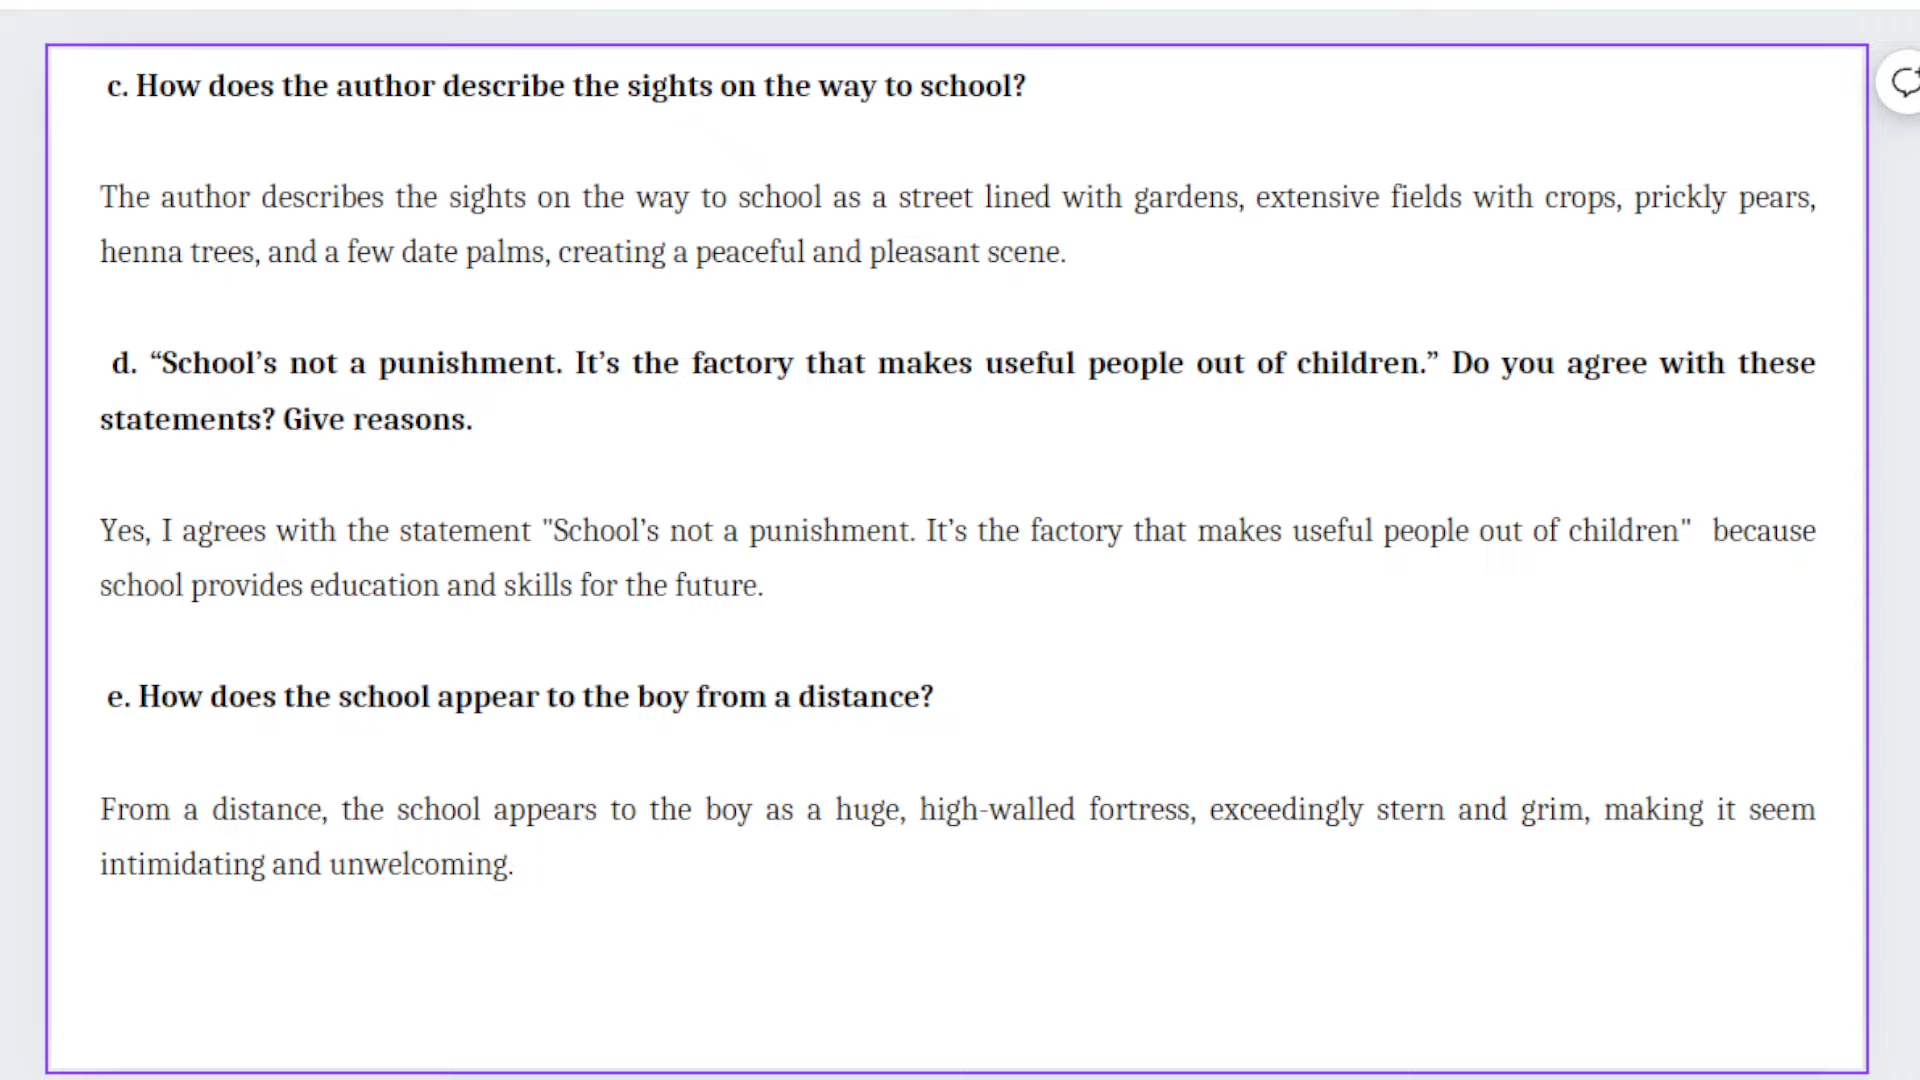 c. How does the author describe the sights on the way to school?
The author describes the sights on the way to school as a street lined with gardens, extensive fields with crops, prickly pears,
henna trees, and a few date palms, creating a peaceful and pleasant scene.
d. “School’s not a punishment. It’s the factory that makes useful people out of children.” Do you agree with these
statements? Give reasons.
Yes, I agrees with the statement "School’s not a punishment. It’s the factory that makes useful people out of children" because
school provides education and skills for the future.
e. How does the school appear to the boy from a distance?
From a distance, the school appears to the boy as a huge, high-walled fortress, exceedingly stern and grim, making it seem
intimidating and unwelcoming.